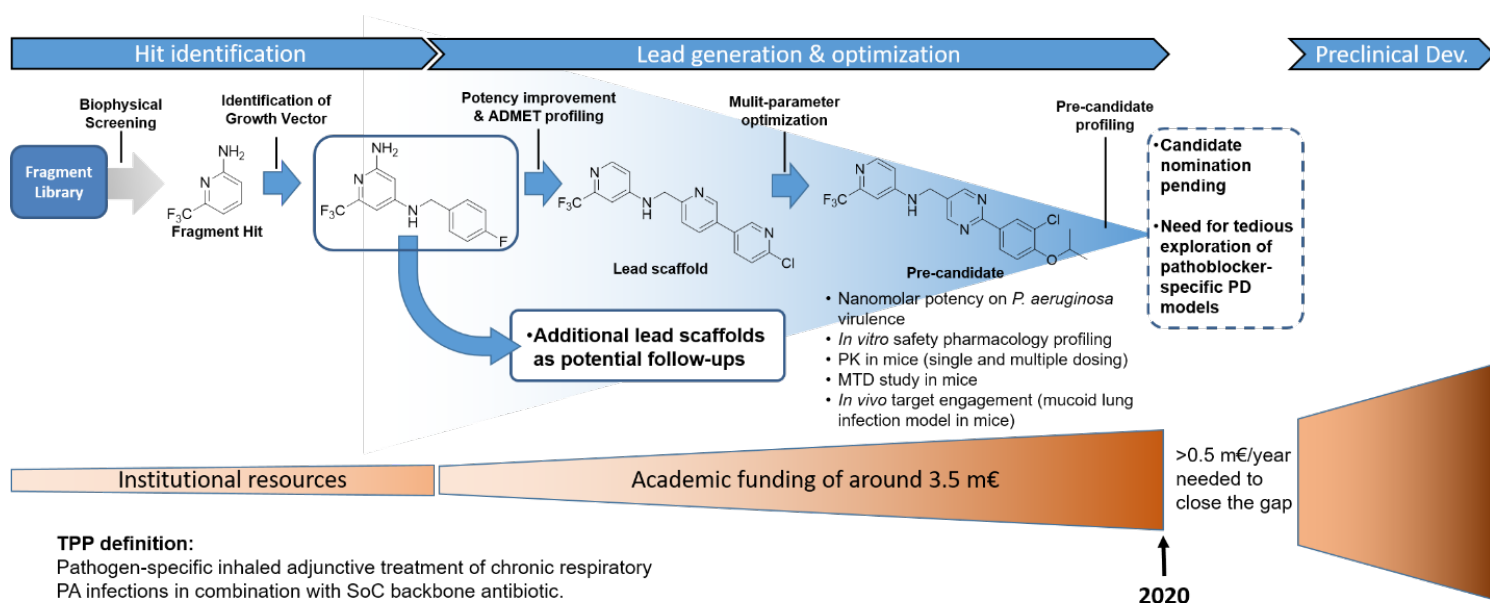 Hit identification
Lead generation & optimization
Preclinical Dev.
Biophysical
Screening
Identification of
Growth Vector
Potency improvement
& ADMET profiling
Mulit-parameter
optimization
Pre-candidate
profiling
Fragment
Library
NH2
N
F3C
Fragment Hit
NH2
N
F3C
N
H
F
N
F3C
N
H
N
N
Cl
Lead scaffold
N
F3C
N
H
N
N
Cl
O
Pre-candidate
•Candidate
nomination
pending
•Need for tedious
exploration of
pathoblocker-
specific PD
models
•Additional lead scaffolds
as potential follow-ups
• Nanomolar potency on P. aeruginosa
virulence
• In vitro safety pharmacology profiling
• PK in mice (single and multiple dosing)
• MTD study in mice
• In vivo target engagement (mucoid lung
infection model in mice)
Institutional resources
Academic funding of around 3.5 m€
>0.5 m€/year
needed to
close the gap
TPP definition:
Pathogen-specific inhaled adjunctive treatment of chronic respiratory
PA infections in combination with SoC backbone antibiotic.
2020